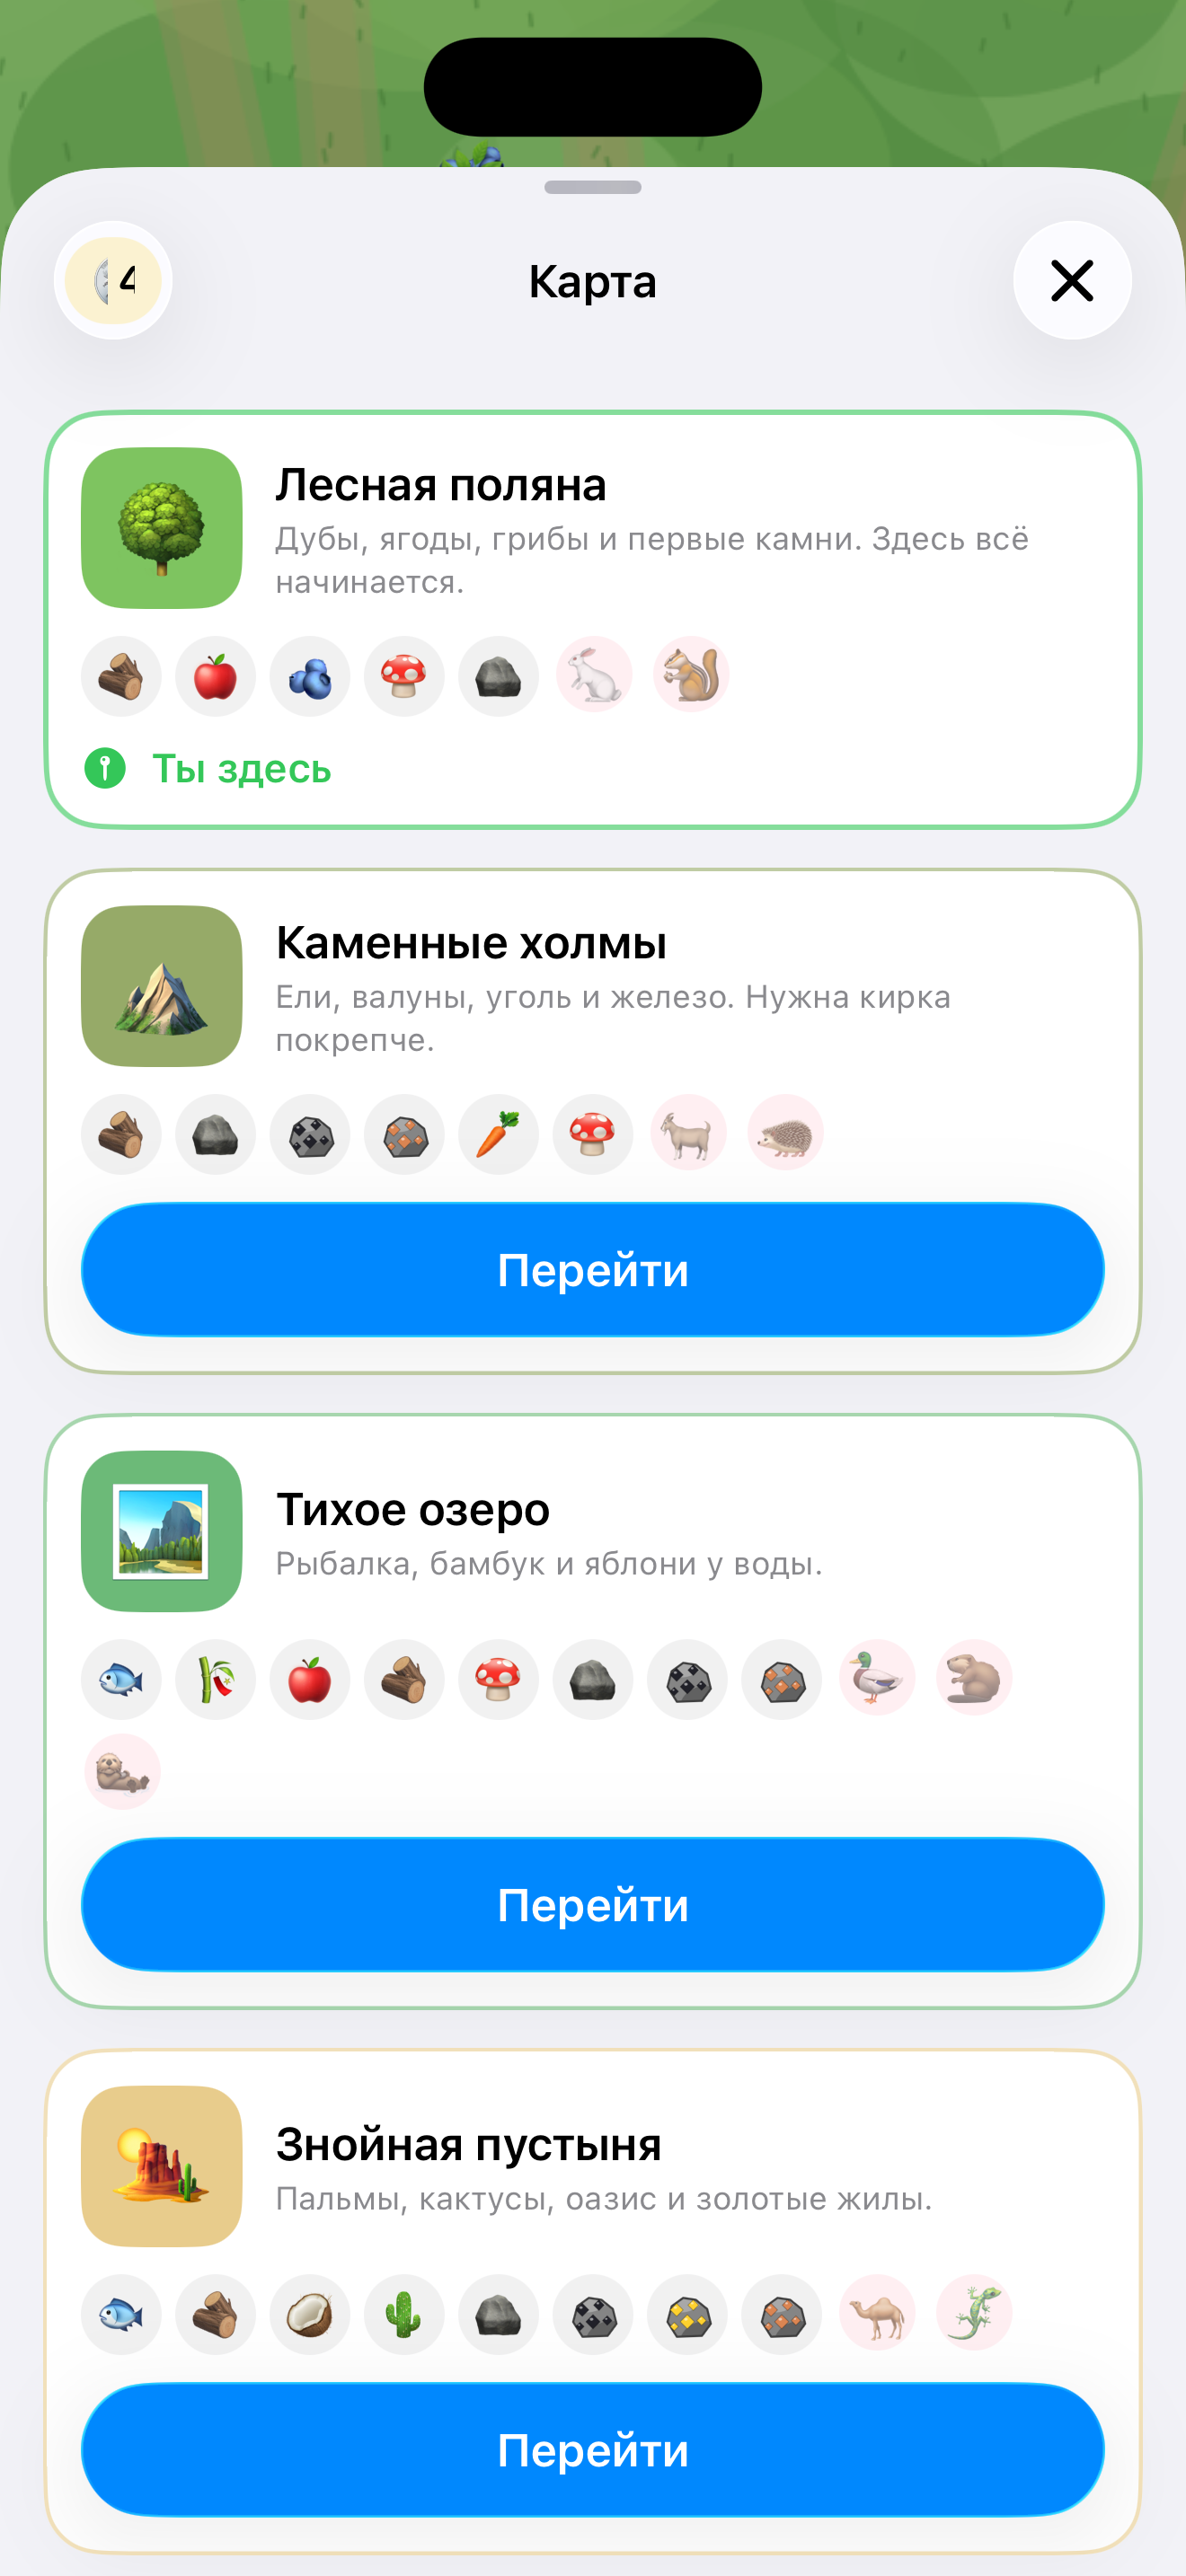 4
Карта
Лесная поляна
Дубы, ягоды, грибы и первые камни. Здесь всё
начинается.
Ты здесь
Каменные холмы
Ели, валуны, уголь и железо. Нужна кирка
покрепче.
Перейти
Тихое озеро
Рыбалка, бамбук и яблони у воды.
Перейти
Знойная пустыня
Пальмы, кактусы, оазис и золотые жилы.
Перейти